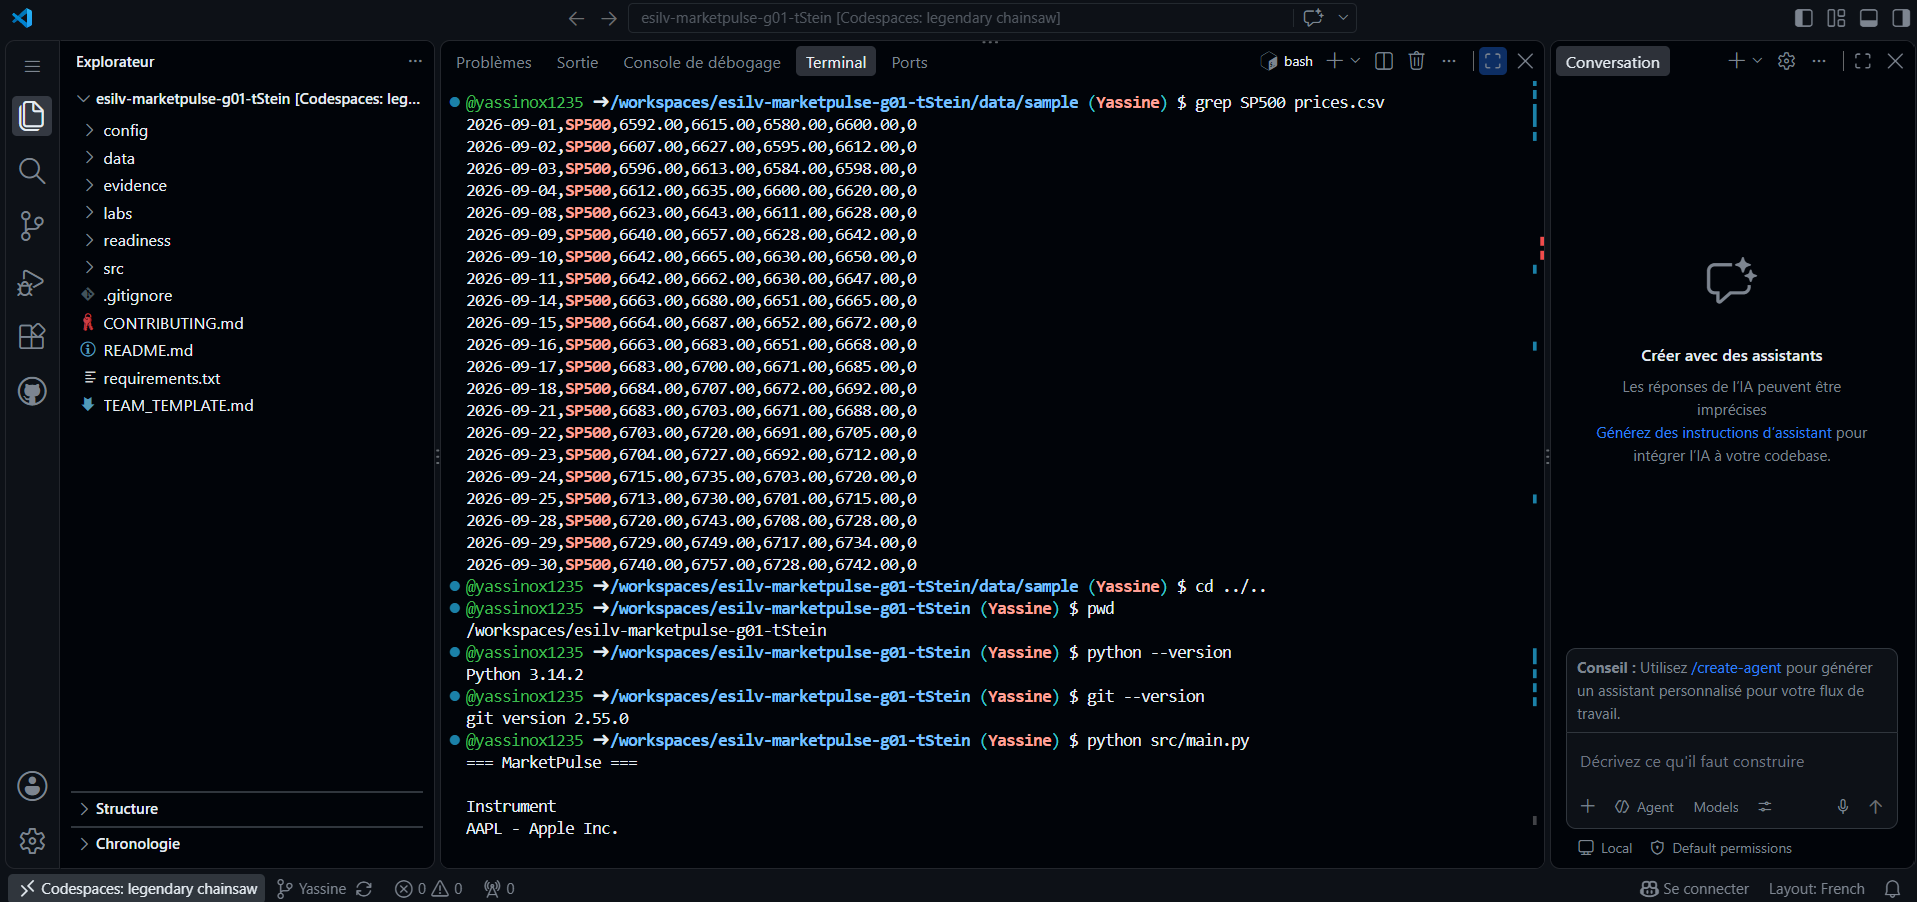 esilv-marketpulse-g01-tStein [Codespaces: legendary chainsaw]
Explorateur
esilv-marketpulse-g01-tStein [Codespaces: leg...
config
data
evidence
labs
readiness
src
.gitignore
CONTRIBUTING.md
README.md
requirements.txt
TEAM_TEMPLATE.md
Structure
Chronologie
Problèmes Sortie Console de débogage Terminal Ports
bash
@yassinox1235 ➜/workspaces/esilv-marketpulse-g01-tStein/data/sample (Yassine) $ grep SP500 prices.csv
2026-09-01,SP500,6592.00,6615.00,6580.00,6600.00,0
2026-09-02,SP500,6607.00,6627.00,6595.00,6612.00,0
2026-09-03,SP500,6596.00,6613.00,6584.00,6598.00,0
2026-09-04,SP500,6612.00,6635.00,6600.00,6620.00,0
2026-09-08,SP500,6623.00,6643.00,6611.00,6628.00,0
2026-09-09,SP500,6640.00,6657.00,6628.00,6642.00,0
2026-09-10,SP500,6642.00,6665.00,6630.00,6650.00,0
2026-09-11,SP500,6642.00,6662.00,6630.00,6647.00,0
2026-09-14,SP500,6663.00,6680.00,6651.00,6665.00,0
2026-09-15,SP500,6664.00,6687.00,6652.00,6672.00,0
2026-09-16,SP500,6663.00,6683.00,6651.00,6668.00,0
2026-09-17,SP500,6683.00,6700.00,6671.00,6685.00,0
2026-09-18,SP500,6684.00,6707.00,6672.00,6692.00,0
2026-09-21,SP500,6683.00,6703.00,6671.00,6688.00,0
2026-09-22,SP500,6703.00,6720.00,6691.00,6705.00,0
2026-09-23,SP500,6704.00,6727.00,6692.00,6712.00,0
2026-09-24,SP500,6715.00,6735.00,6703.00,6720.00,0
2026-09-25,SP500,6713.00,6730.00,6701.00,6715.00,0
2026-09-28,SP500,6720.00,6743.00,6708.00,6728.00,0
2026-09-29,SP500,6729.00,6749.00,6717.00,6734.00,0
2026-09-30,SP500,6740.00,6757.00,6728.00,6742.00,0
@yassinox1235 ➜/workspaces/esilv-marketpulse-g01-tStein/data/sample (Yassine) $ cd ../..
@yassinox1235 ➜/workspaces/esilv-marketpulse-g01-tStein (Yassine) $ pwd
/workspaces/esilv-marketpulse-g01-tStein
@yassinox1235 ➜/workspaces/esilv-marketpulse-g01-tStein (Yassine) $ python --version
Python 3.14.2
@yassinox1235 ➜/workspaces/esilv-marketpulse-g01-tStein (Yassine) $ git --version
git version 2.55.0
@yassinox1235 ➜/workspaces/esilv-marketpulse-g01-tStein (Yassine) $ python src/main.py
=== MarketPulse ===
Instrument
AAPL - Apple Inc.
Conversation
Créer avec des assistants
Les réponses de l'IA peuvent être
imprécises
Générez des instructions d'assistant pour
intégrer l'IA à votre codebase.
Conseil : Utilisez /create-agent pour générer
un assistant personnalisé pour votre flux de
travail.
Décrivez ce qu'il faut construire
Agent Models
Local Default permissions
Codespaces: legendary chainsaw Yassine 0 0 0
Se connecter Layout: French